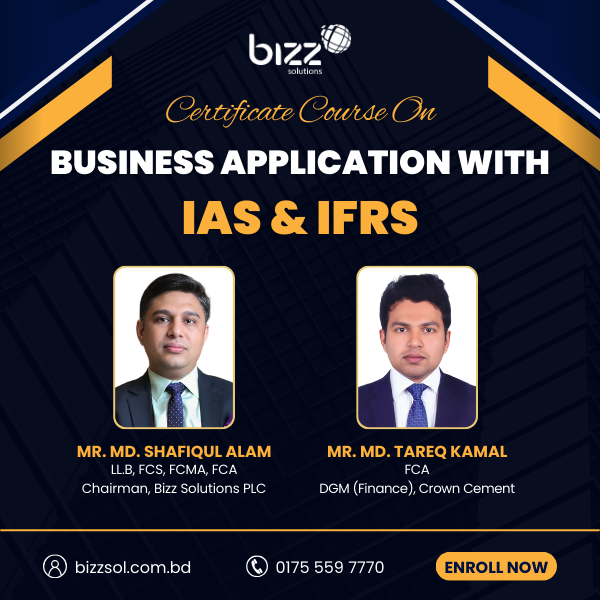 bizz
solutions
Certificate Course On
BUSINESS APPLICATION WITH
IAS & IFRS
MR. MD. SHAFIQUL ALAM
LL.B, FCS, FCMA, FCA
Chairman, Bizz Solutions PLC
MR. MD. TAREQ KAMAL
FCA
DGM (Finance), Crown Cement
bizzsol.com.bd
0175 559 7770
ENROLL NOW